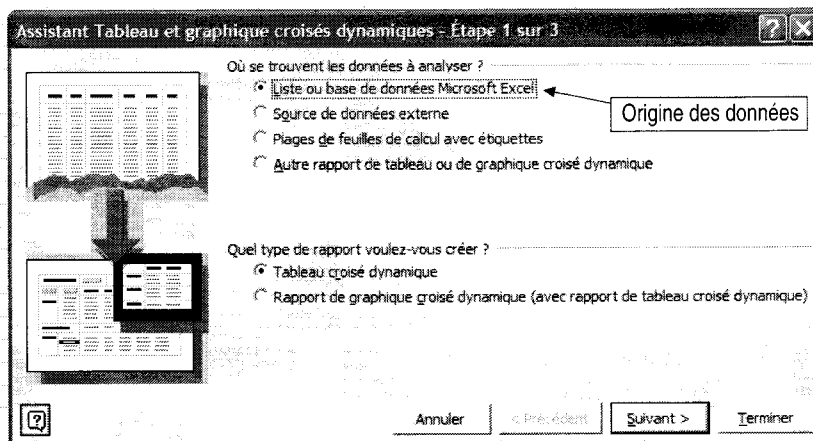 Assistant Tableau et graphique croisés dynamiques - Étape 1 sur 3
Où se trouvent les données à analyser ?
Liste ou base de données Microsoft Excel
Origine des données
Source de données externe
Plages de feuilles de calcul avec étiquettes
Autre rapport de tableau ou de graphique croisé dynamique
Quel type de rapport voulez-vous créer ?
Tableau croisé dynamique
Rapport de graphique croisé dynamique (avec rapport de tableau croisé dynamique)
Annuler
< Précédent
Suivant >
Terminer